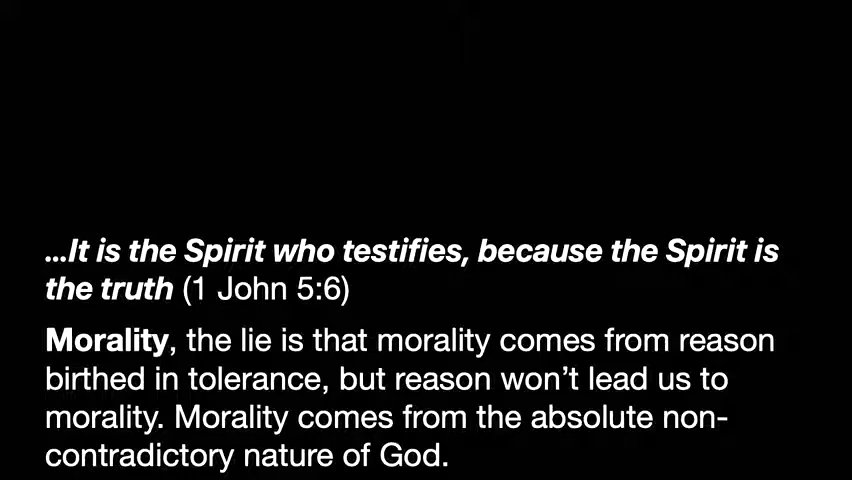 ...It is the Spirit who testifies, because the Spirit is
the truth (1 John 5:6)
Morality, the lie is that morality comes from reason
birthed in tolerance, but reason won’t lead us to
morality. Morality comes from the absolute non-
contradictory nature of God.